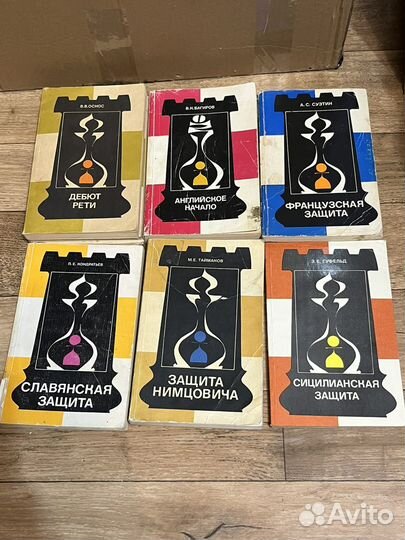 В.В.ОСНОС
ДЕБЮТ
РЕТИ
В.К.БАГИРОВ
АНГЛИЙСКОЕ
НАЧАЛО
А.С.СУЭТИН
ФРАНЦУЗСКАЯ
ЗАЩИТА
П.Е.КОНДРАТЬЕВ
СЛАВЯНСКАЯ
ЗАЩИТА
М.Е.ТАЙМАНОВ
ЗАЩИТА
НИМЦОВИЧА
Э.Е.ГУФЕЛЬД
СИЦИЛИАНСКАЯ
ЗАЩИТА
Avito